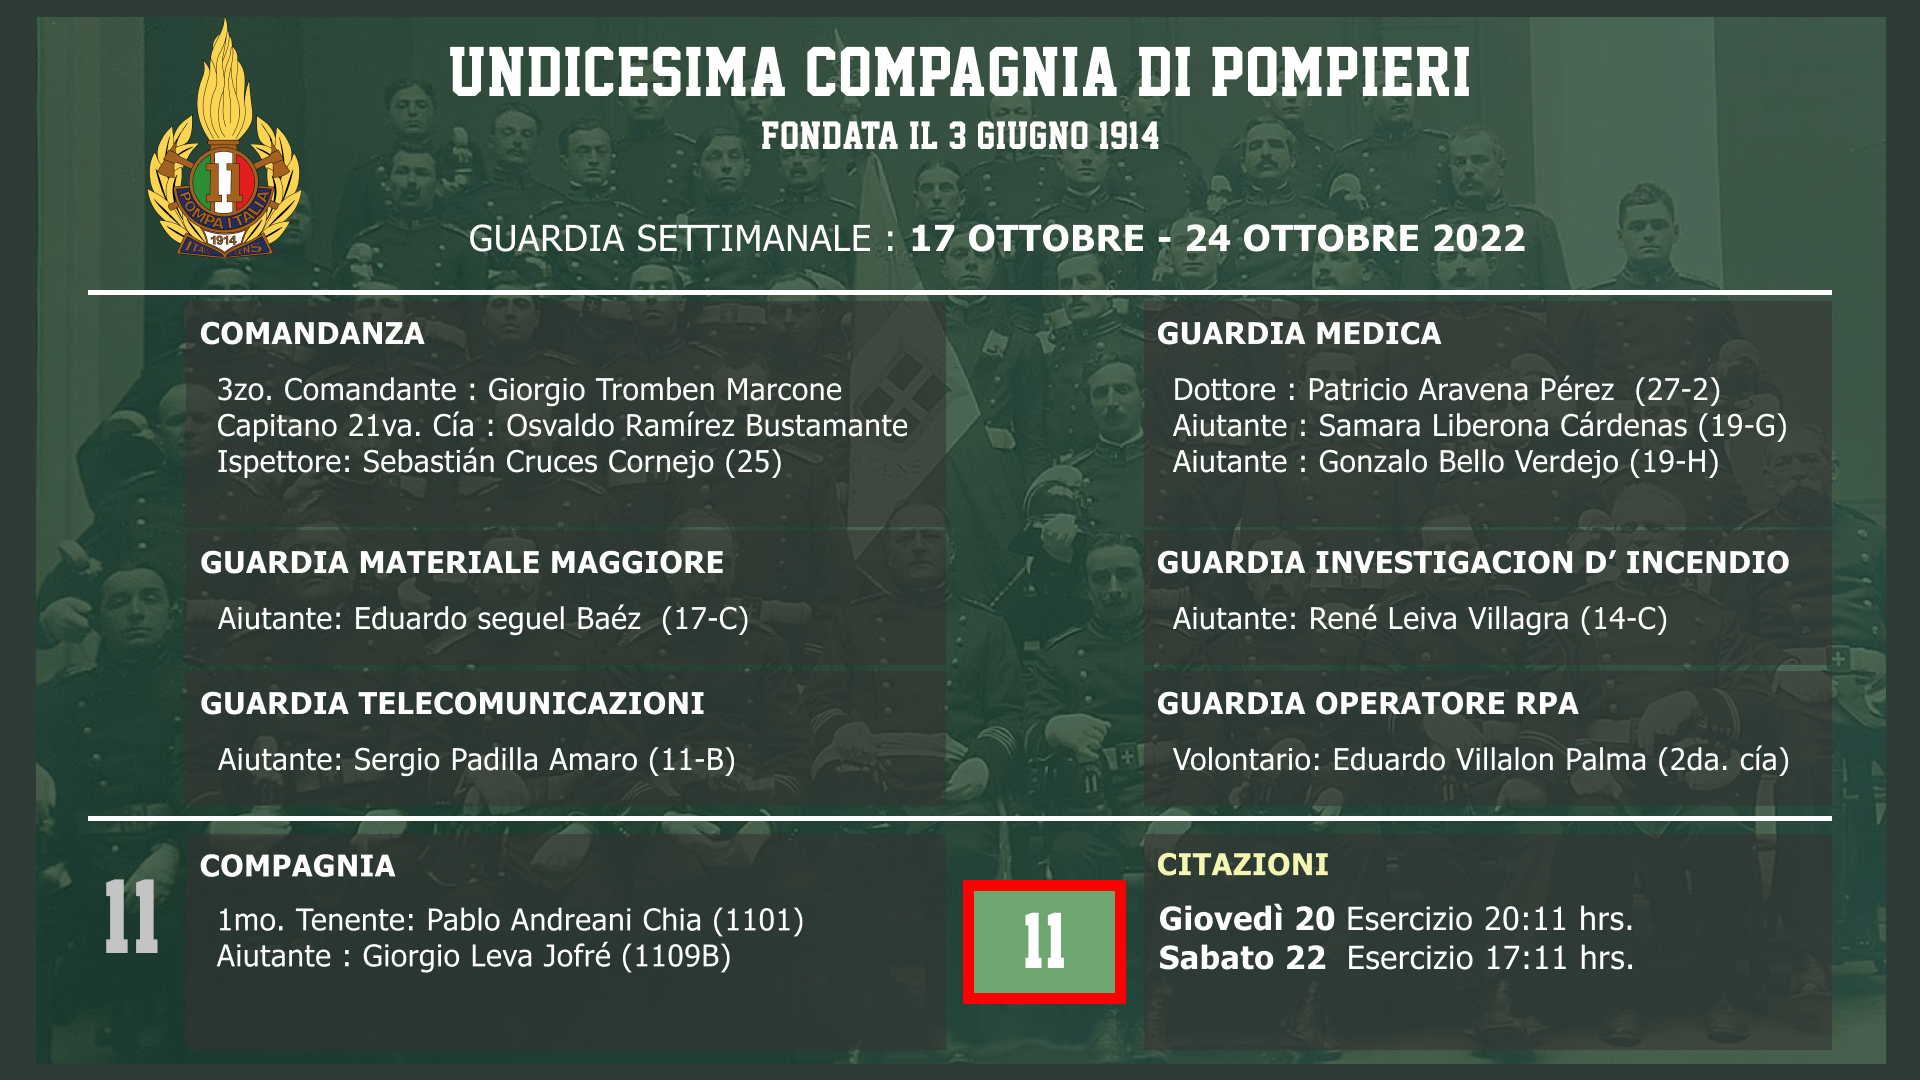 UNDICESIMA COMPAGNIA DI POMPIERI
FONDATA IL 3 GIUGNO 1914
11
POMPA ITALIA
1914
GUARDIA SETTIMANALE : 17 OTTOBRE - 24 OTTOBRE 2022
COMANDANZA
3zo. Comandante : Giorgio Tromben Marcone
Capitano 21va. Cía : Osvaldo Ramírez Bustamante
Ispettore: Sebastián Cruces Cornejo (25)
GUARDIA MEDICA
Dottore : Patricio Aravena Pérez (27-2)
Aiutante : Samara Liberona Cárdenas (19-G)
Aiutante : Gonzalo Bello Verdejo (19-H)
GUARDIA MATERIALE MAGGIORE
Aiutante: Eduardo seguel Baéz (17-C)
GUARDIA INVESTIGACION D’ INCENDIO
Aiutante: René Leiva Villagra (14-C)
GUARDIA TELECOMUNICAZIONI
Aiutante: Sergio Padilla Amaro (11-B)
GUARDIA OPERATORE RPA
Volontario: Eduardo Villalon Palma (2da. cía)
11
COMPAGNIA
1mo. Tenente: Pablo Andreani Chia (1101)
Aiutante : Giorgio Leva Jofré (1109B)
11
CITAZIONI
Giovedì 20 Esercizio 20:11 hrs.
Sabato 22 Esercizio 17:11 hrs.